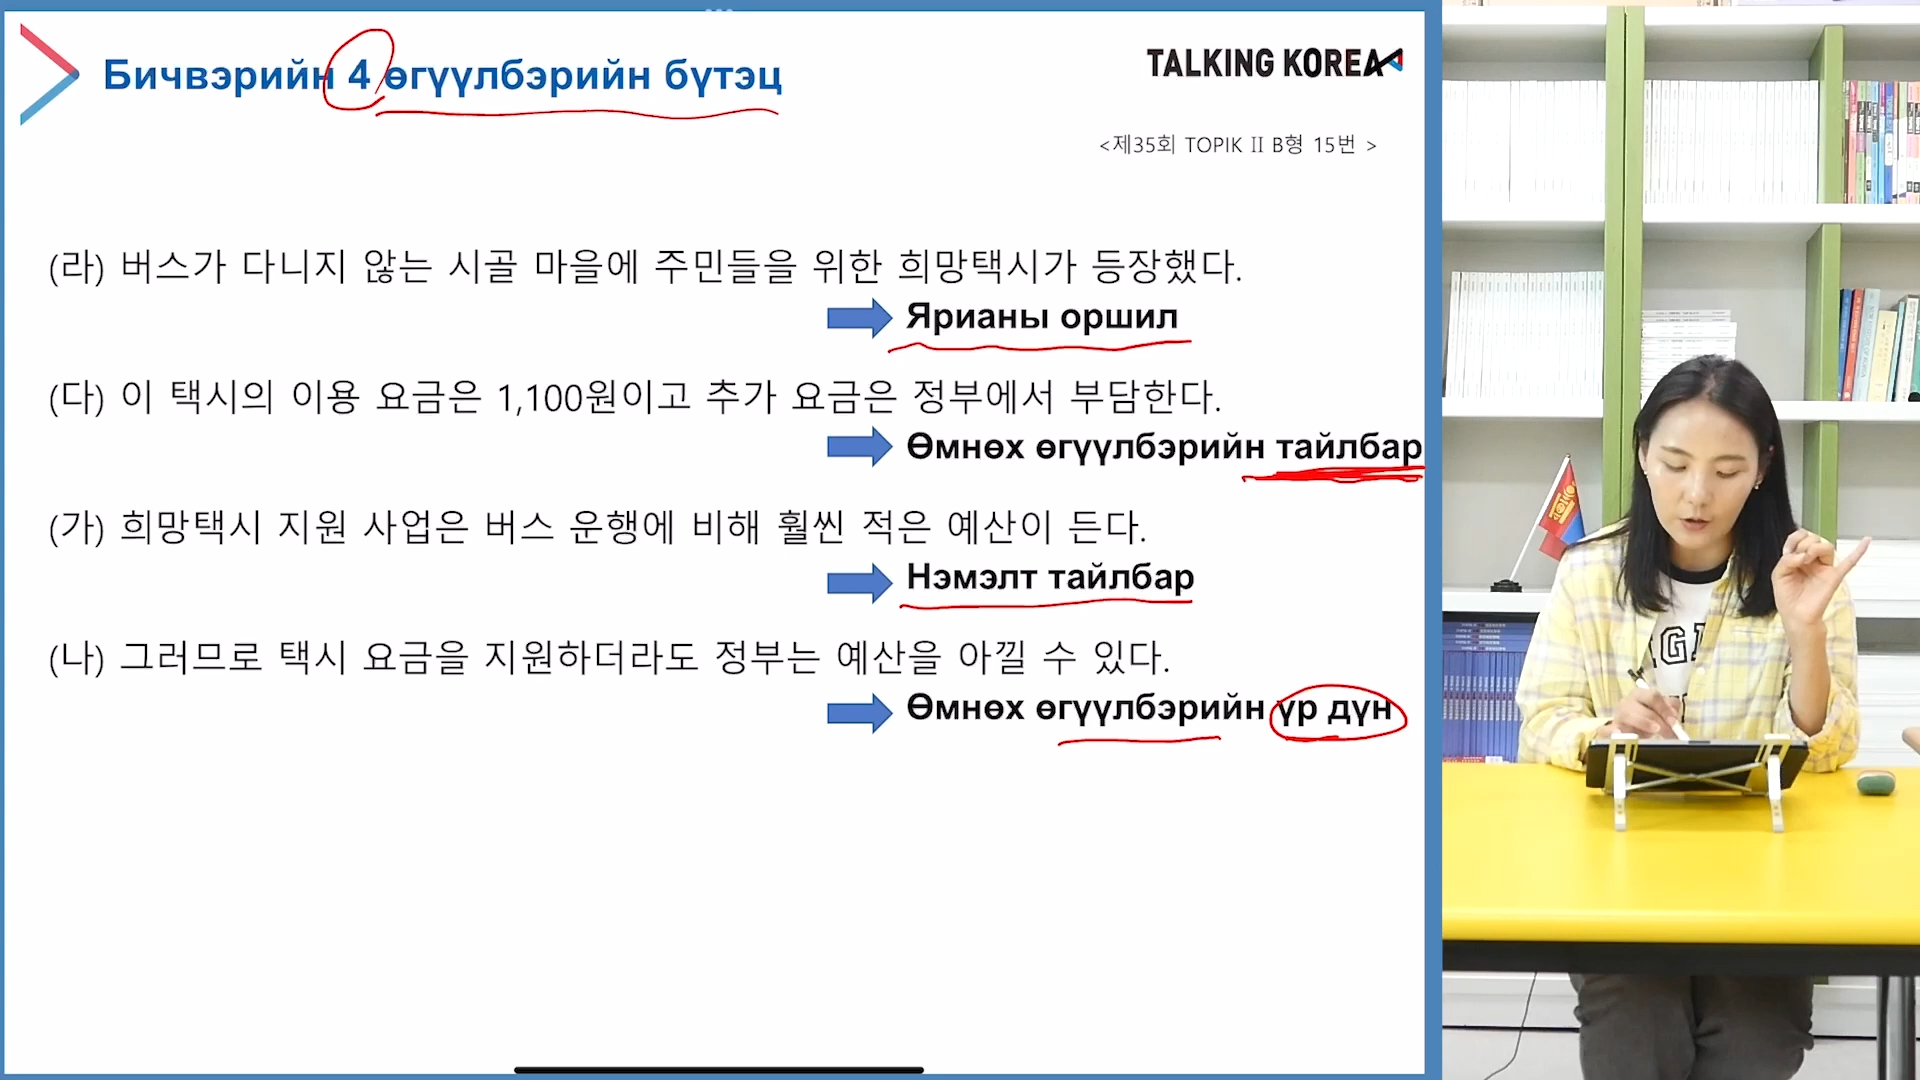 Бичвэрийн 4 өгүүлбэрийн бүтэц
TALKING KOREA
<제35회 TOPIK II B형 15번 >
(라) 버스가 다니지 않는 시골 마을에 주민들을 위한 희망택시가 등장했다.
Ярианы оршил
(다) 이 택시의 이용 요금은 1,100원이고 추가 요금은 정부에서 부담한다.
Өмнөх өгүүлбэрийн тайлбар
(가) 희망택시 지원 사업은 버스 운행에 비해 훨씬 적은 예산이 든다.
Нэмэлт тайлбар
(나) 그러므로 택시 요금을 지원하더라도 정부는 예산을 아낄 수 있다.
Өмнөх өгүүлбэрийн үр дүн